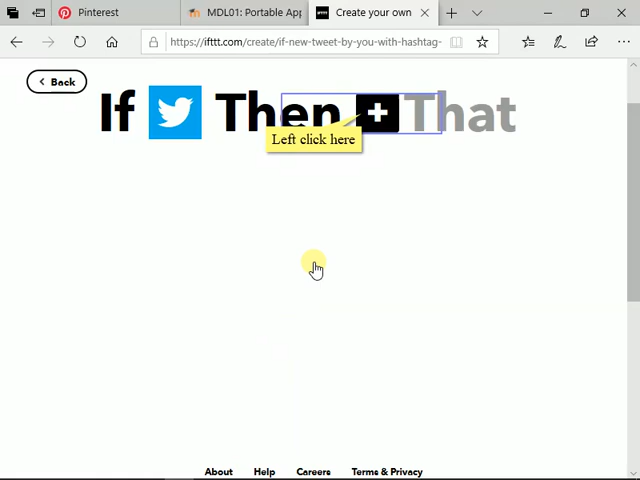 Pinterest
MDL01: Portable App
Create your own
https://ifttt.com/create/if-new-tweet-by-you-with-hashtag-
Back
If Then + That
Left click here
About Help Careers Terms & Privacy